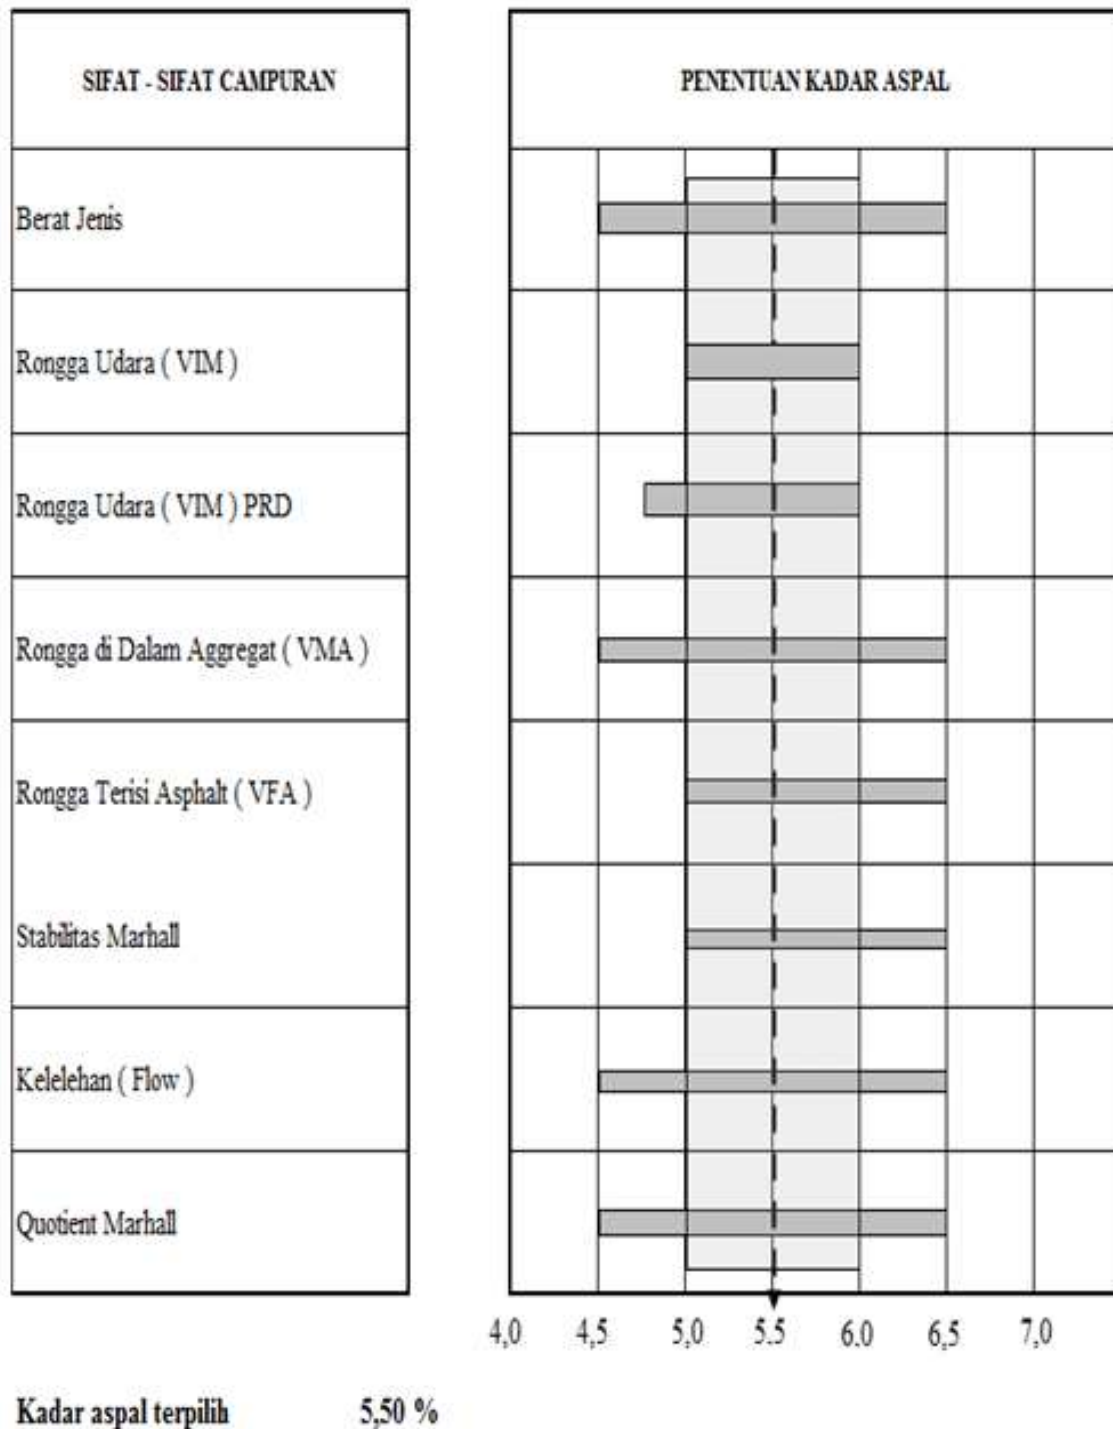 SIFAT - SIFAT CAMPURAN
PENENTUAN KADAR ASPAL
Berat Jenis
Rongga Udara ( VIM )
Rongga Udara ( VIM ) PRD
Rongga di Dalam Aggregat ( VMA )
Rongga Terisi Asphalt ( VFA )
Stabilitas Marhall
Kelelehan ( Flow )
Quotient Marhall
4,0 4,5 5,0 5.5 6.0 6,5 7,0
Kadar aspal terpilih 5,50 %